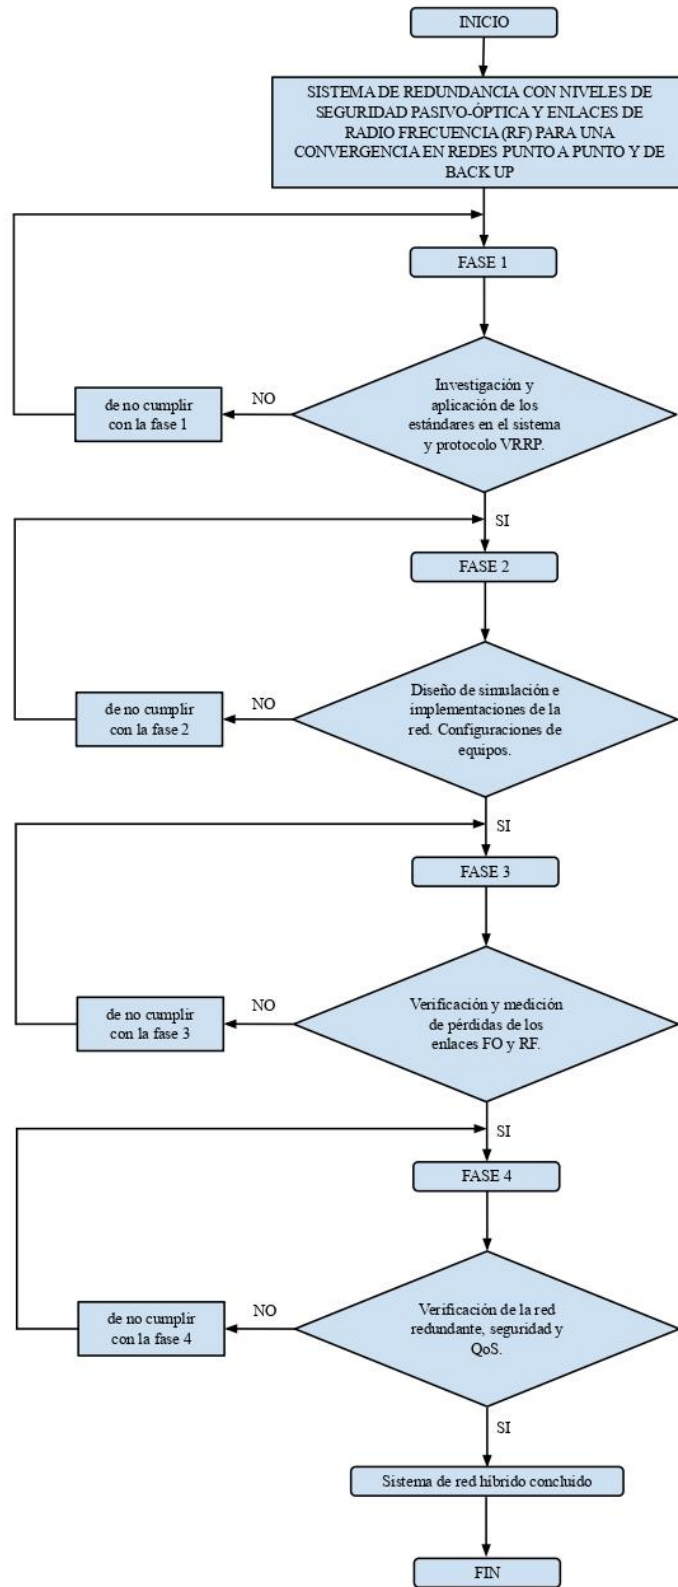 INICIO
SISTEMA DE REDUNDANCIA CON NIVELES DE
SEGURIDAD PASIVO-ÓPTICA Y ENLACES DE
RADIO FRECUENCIA (RF) PARA UNA
CONVERGENCIA EN REDES PUNTO A PUNTO Y DE
BACK UP
FASE 1
Investigación y
aplicación de los
estándares en el sistema
y protocolo VRRP.
NO
de no cumplir
con la fase 1
SI
FASE 2
Diseño de simulación e
implementaciones de la
red. Configuraciones de
equipos.
NO
de no cumplir
con la fase 2
SI
FASE 3
Verificación y medición
de pérdidas de los
enlaces FO y RF.
NO
de no cumplir
con la fase 3
SI
FASE 4
Verificación de la red
redundante, seguridad y
QoS.
NO
de no cumplir
con la fase 4
SI
Sistema de red híbrido concluido
FIN